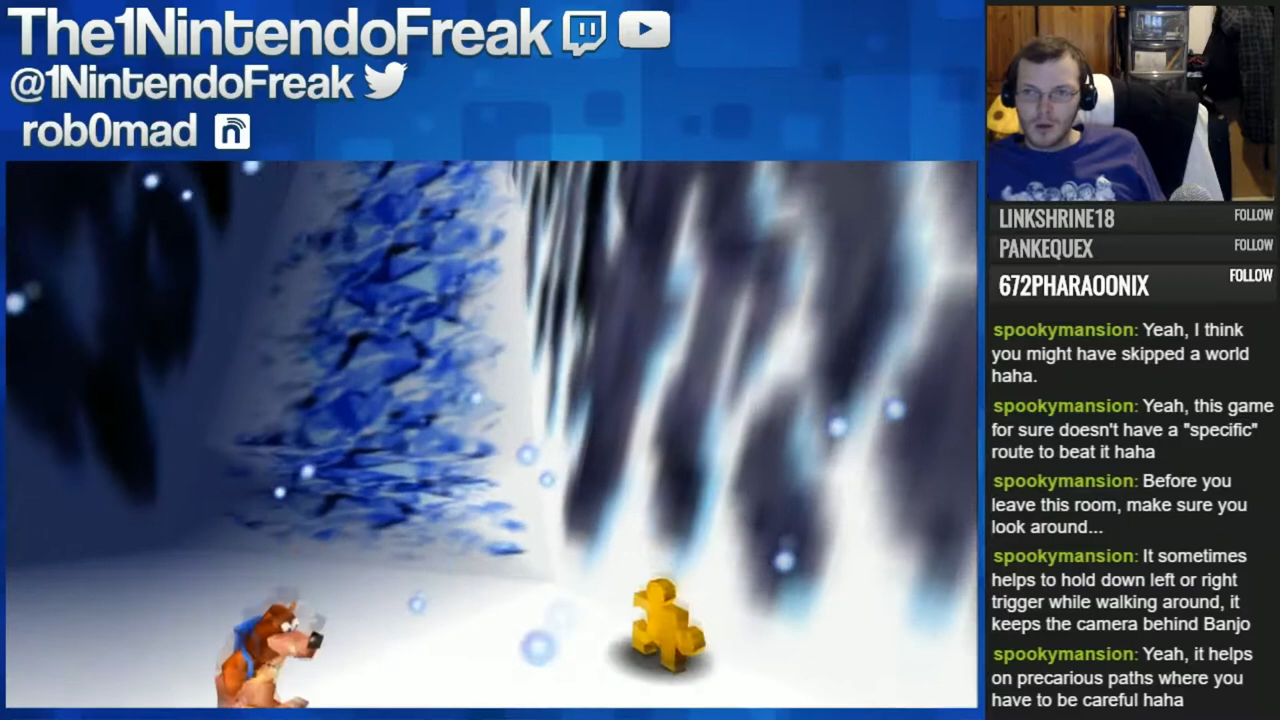 The1NintendoFreak
@1NintendoFreak
rob0mad
LINKSHRINE18 FOLLOW
PANKEQUEX FOLLOW
672PHARAOONIX FOLLOW
spookymansion: Yeah, I think
you might have skipped a world
haha.
spookymansion: Yeah, this game
for sure doesn't have a "specific"
route to beat it haha
spookymansion: Before you
leave this room, make sure you
look around...
spookymansion: It sometimes
helps to hold down left or right
trigger while walking around, it
keeps the camera behind Banjo
spookymansion: Yeah, it helps
on precarious paths where you
have to be careful haha